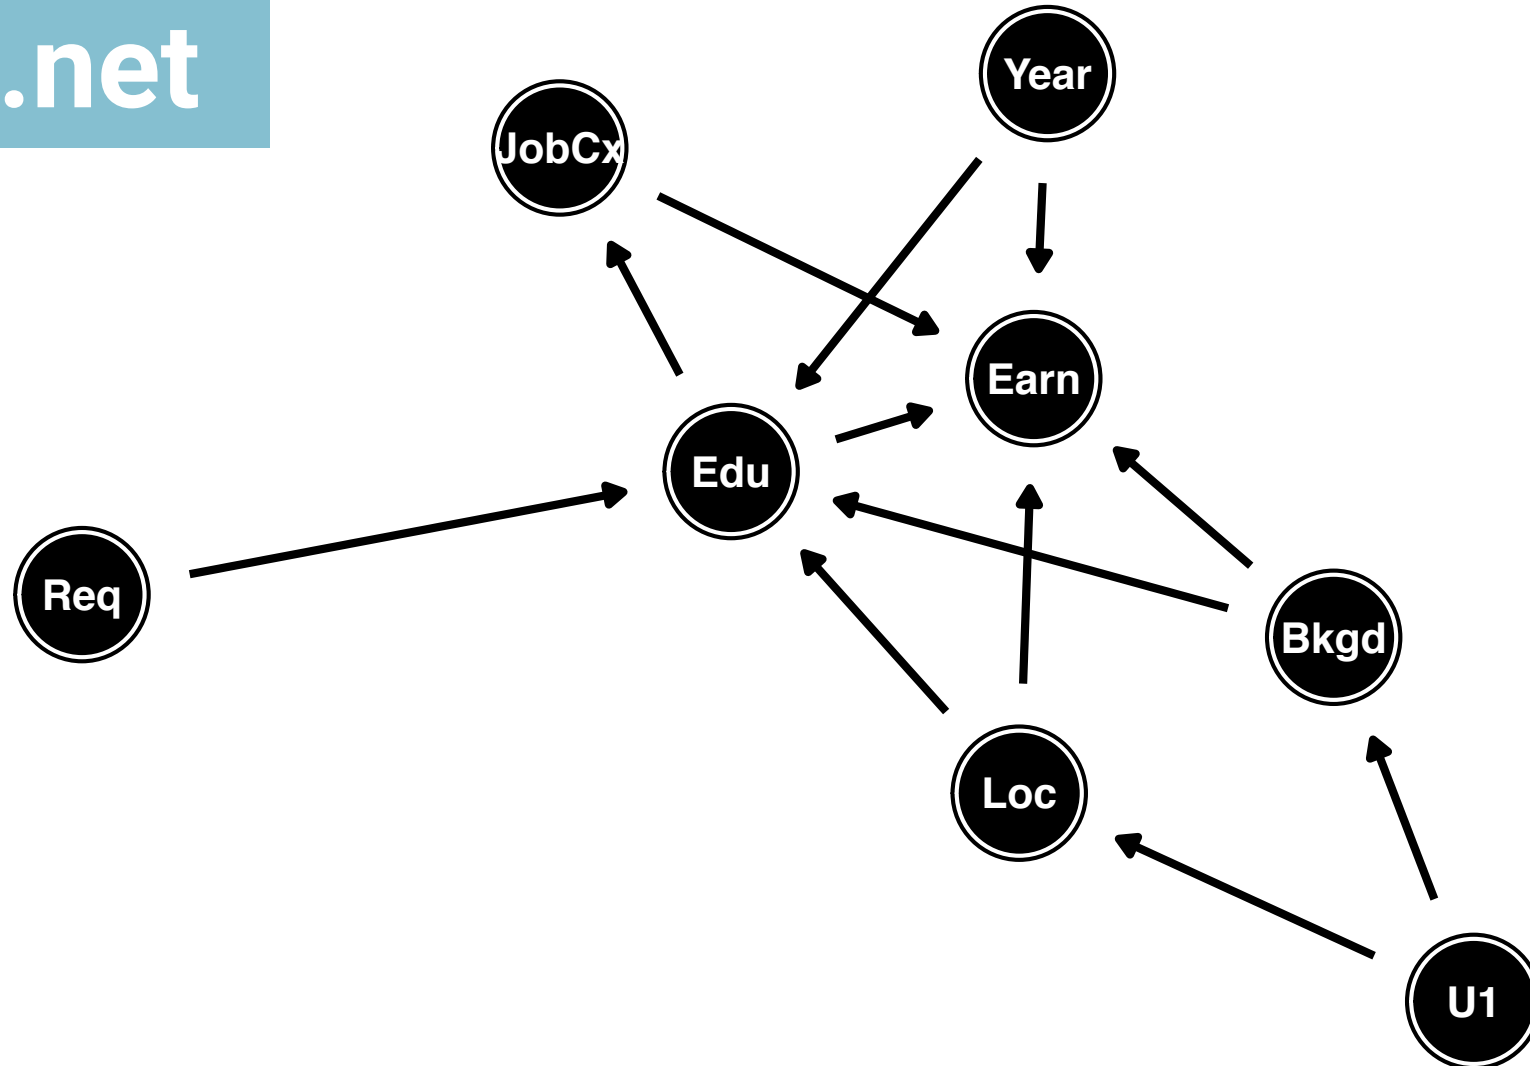 .net
Year
JobCx
Earn
Edu
Req
Bkgd
Loc
U1